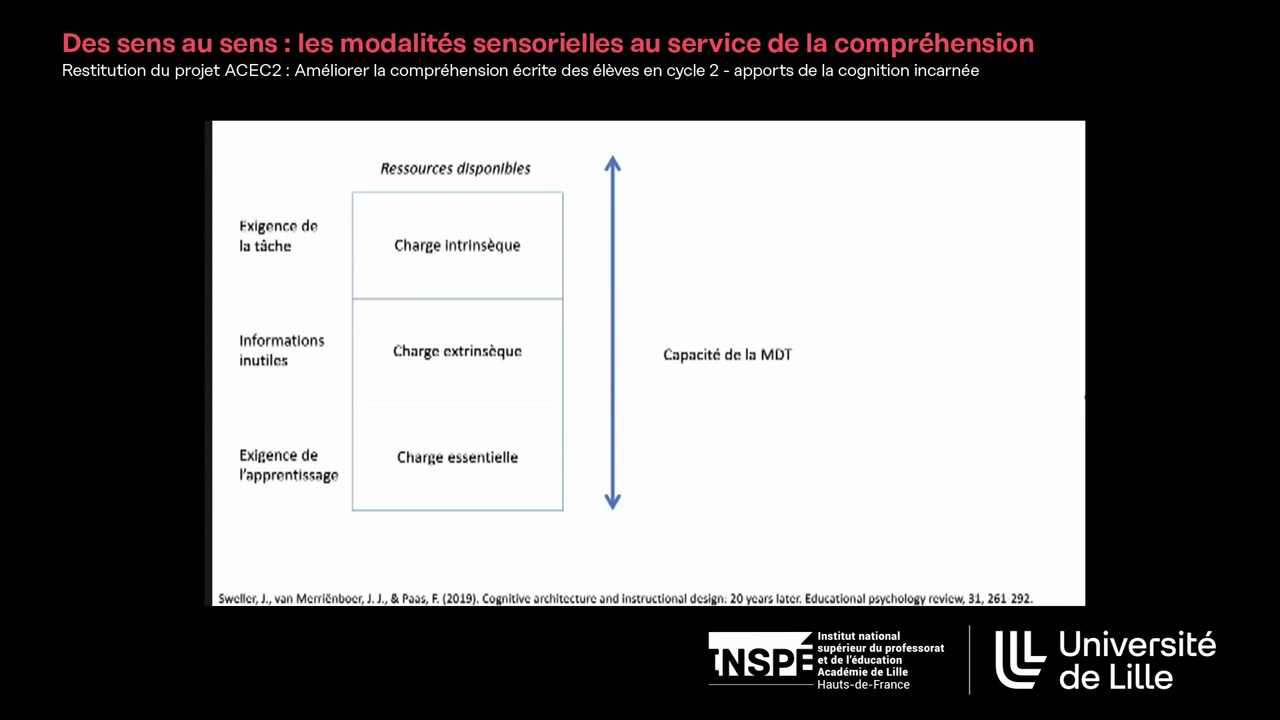 Des sens au sens : les modalités sensorielles au service de la compréhension
Restitution du projet ACEC2 : Améliorer la compréhension écrite des élèves en cycle 2 - apports de la cognition incarnée
Ressources disponibles
Exigence de
la tâche
Charge intrinsèque
Informations
inutiles
Charge extrinsèque
Capacité de la MDT
Exigence de
l'apprentissage
Charge essentielle
Sweller, J., van Merriënboer, J. J., & Paas, F. (2019). Cognitive architecture and instructional design: 20 years later. Educational psychology review, 31, 261-292.
INSPÉ
Institut national
supérieur du professorat
et de l'éducation
Académie de Lille
Hauts-de-France
Université
de Lille